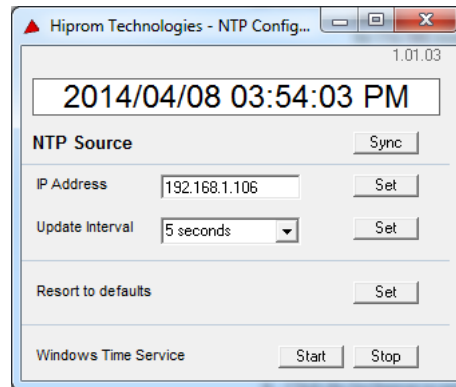 Hiprom Technologies - NTP Config...
1.01.03
2014/04/08 03:54:03 PM
NTP Source Sync
IP Address 192.168.1.106 Set
Update Interval 5 seconds Set
Resort to defaults Set
Windows Time Service Start Stop